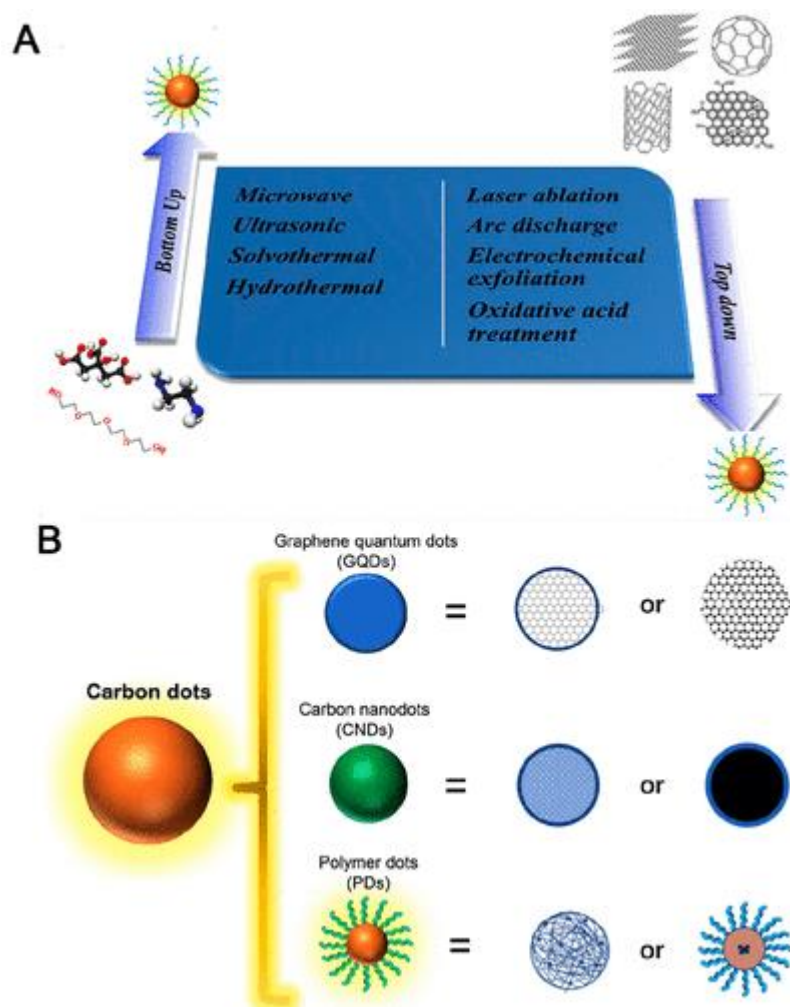 A
Bottom Up
Microwave
Ultrasonic
Solvothermal
Hydrothermal
Laser ablation
Arc discharge
Electrochemical
exfoliation
Oxidative acid
treatment
Top down
B
Carbon dots
Graphene quantum dots
(GQDs)
=
or
Carbon nanodots
(CNDs)
=
or
Polymer dots
(PDs)
=
or